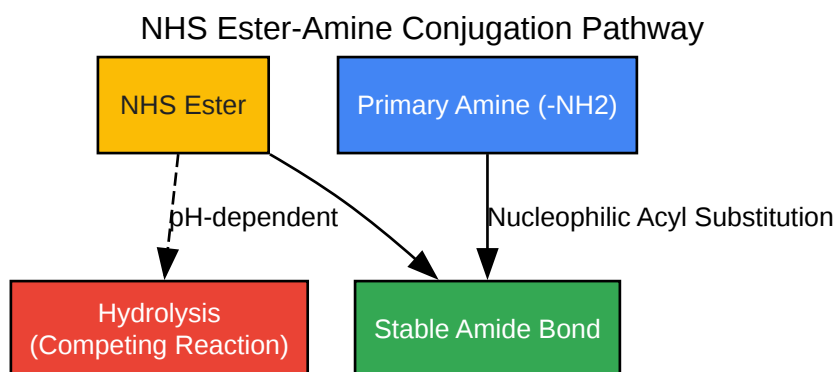 NHS Ester-Amine Conjugation Pathway
NHS Ester
Primary Amine (-NH2)
pH-dependent
Nucleophilic Acyl Substitution
Hydrolysis
(Competing Reaction)
Stable Amide Bond